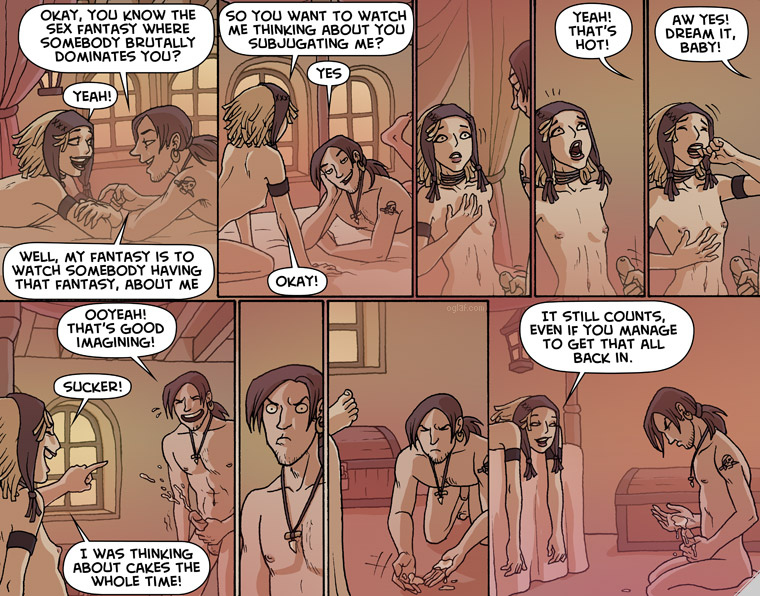 OKAY, YOU KNOW THE
SEX FANTASY WHERE
SOMEBODY BRUTALLY
DOMINATES YOU?
YEAH!
WELL, MY FANTASY IS TO
WATCH SOMEBODY HAVING
THAT FANTASY, ABOUT ME
SO YOU WANT TO WATCH
ME THINKING ABOUT YOU
SUBJUGATING ME?
YES
OKAY!
YEAH!
THAT'S
HOT!
AW YES!
DREAM IT,
BABY!
OOYEAH!
THAT'S GOOD
IMAGINING!
SUCKER!
I WAS THINKING
ABOUT CAKES THE
WHOLE TIME!
oglaf.com
IT STILL COUNTS,
EVEN IF YOU MANAGE
TO GET THAT ALL
BACK IN.